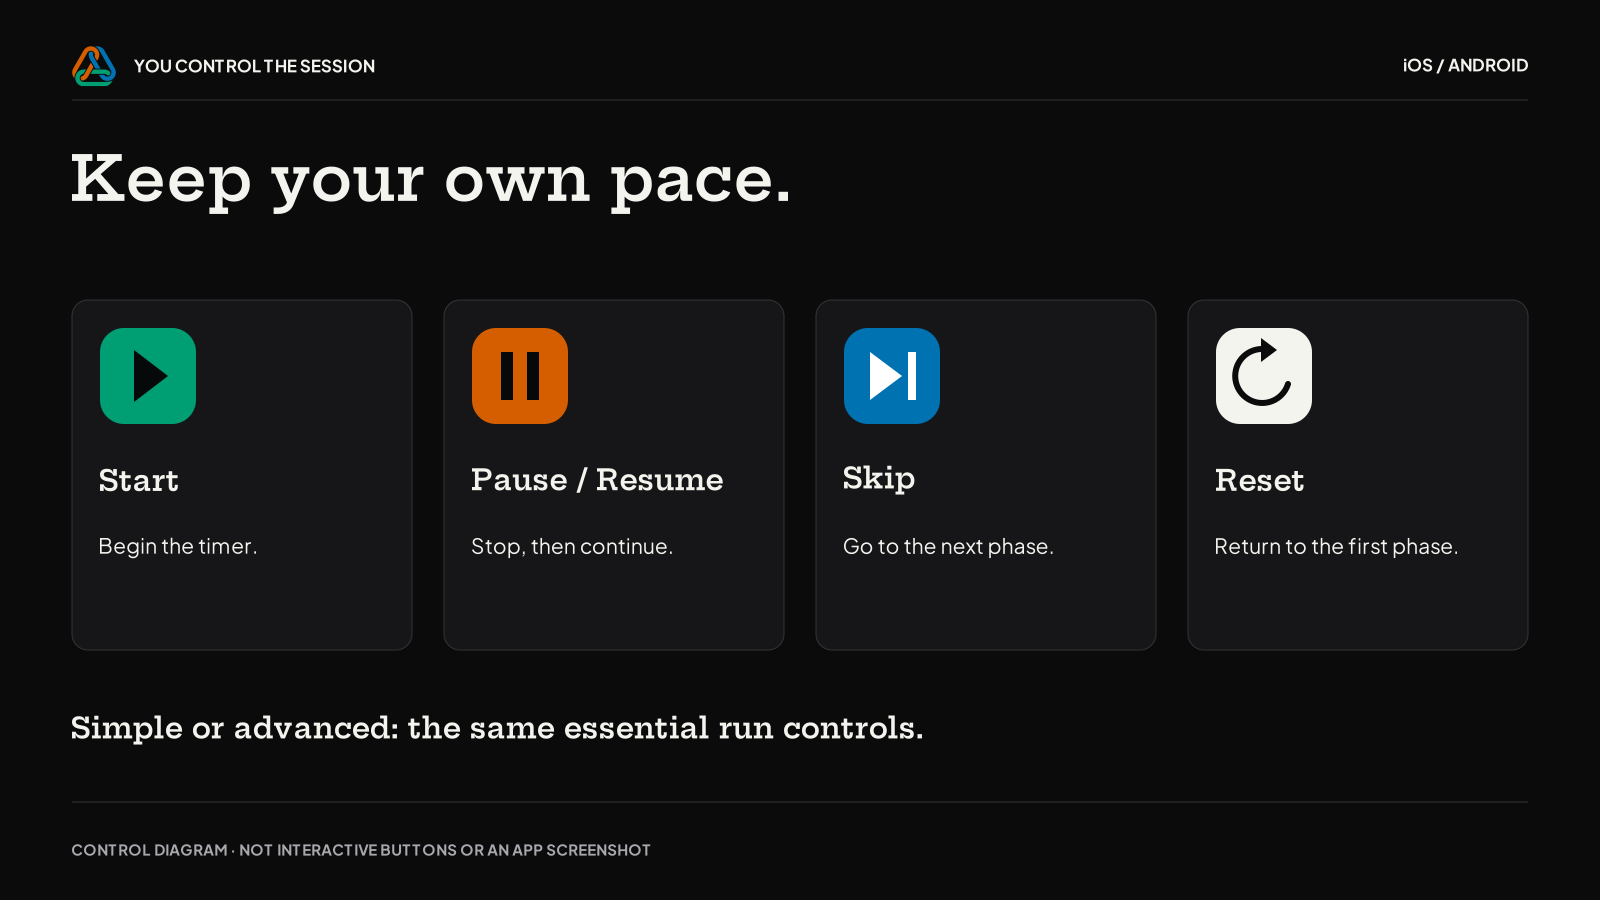 YOU CONTROL THE SESSION
iOS / ANDROID
Keep your own pace.
Start
Begin the timer.
Pause / Resume
Stop, then continue.
Skip
Go to the next phase.
Reset
Return to the first phase.
Simple or advanced: the same essential run controls.
CONTROL DIAGRAM · NOT INTERACTIVE BUTTONS OR AN APP SCREENSHOT